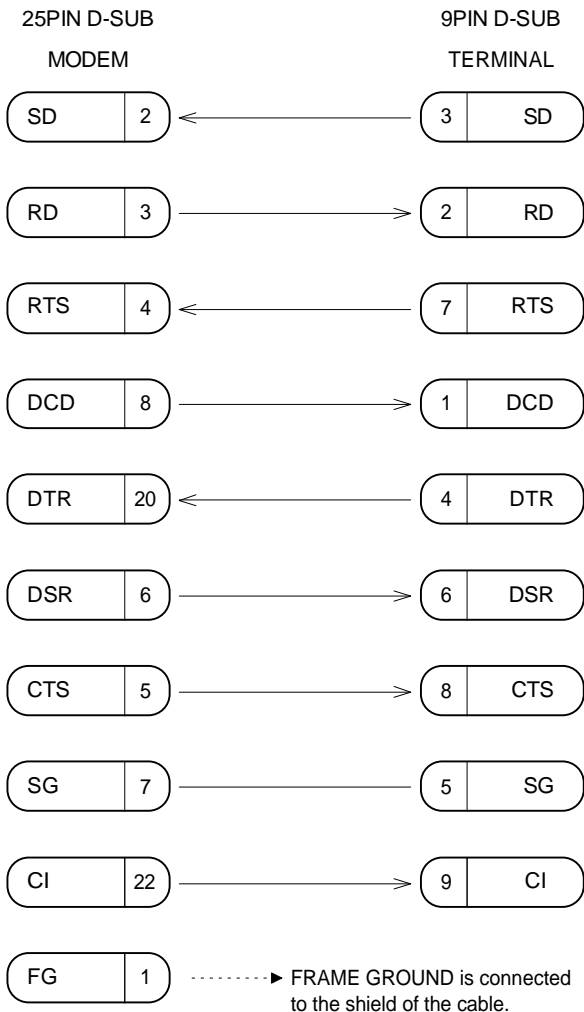 25PIN D-SUB 9PIN D-SUB
MODEM TERMINAL
SD 2 3 SD
RD 3 2 RD
RTS 4 7 RTS
DCD 8 1 DCD
DTR 20 4 DTR
DSR 6 6 DSR
CTS 5 8 CTS
SG 7 5 SG
CI 22 9 CI
FG 1 FRAME GROUND is connected
to the shield of the cable.